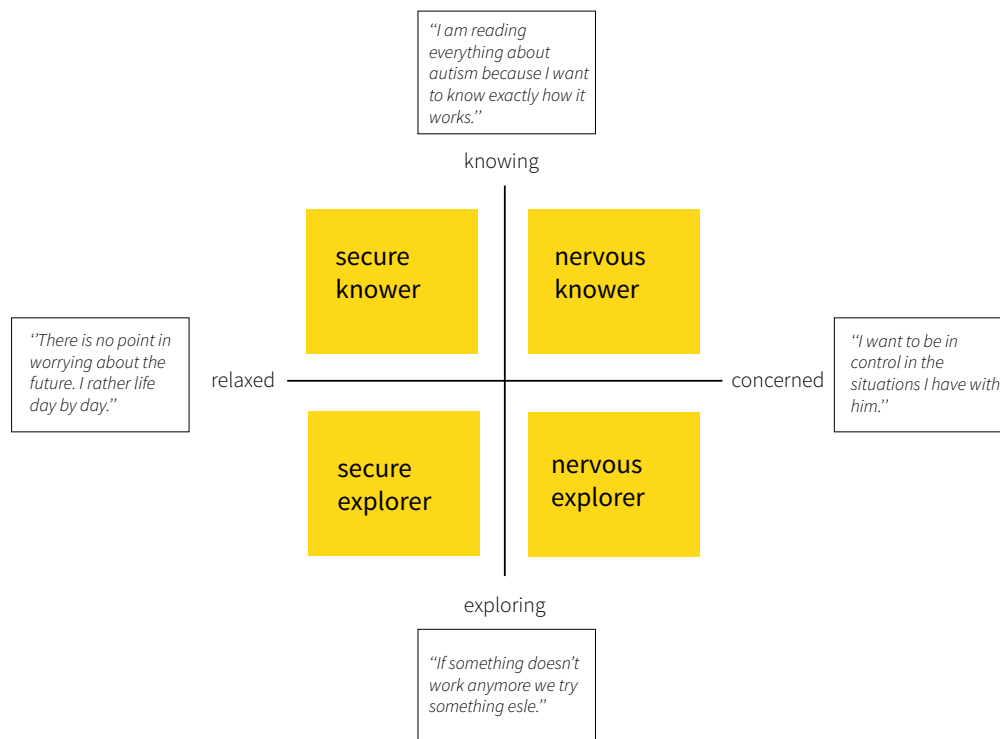 “I am reading
everything about
autism because I want
to know exactly how it
works.”
knowing
secure
knower
nervous
knower
‘’There is no point in
worrying about the
future. I rather life
day by day.”
relaxed
concerned
“I want to be in
control in the
situations I have with
him.”
secure
explorer
nervous
explorer
exploring
“If something doesn’t
work anymore we try
something esle.”